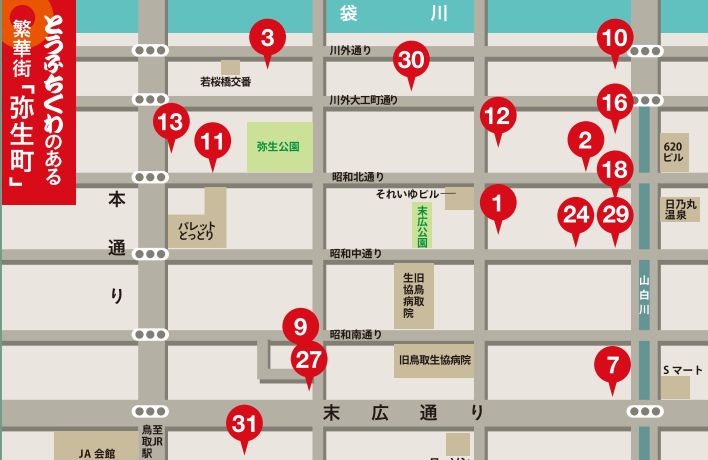 とうふちくわのある
繁華街「弥生町」
袋川
3
10
川外通り
30
若桜橋交番
川外大工町通り
16
13
12
11
2
弥生公園
620
ビル
18
昭和北通り
それいゆビル
本通り
1
24
29
日乃丸
温泉
末広公園
パレット
とっとり
昭和中通り
生協病院
旧鳥取
山白川
9
昭和南通り
27
旧鳥取生協病院
7
Sマート
末広通り
31
鳥取駅
至JR
JA会館